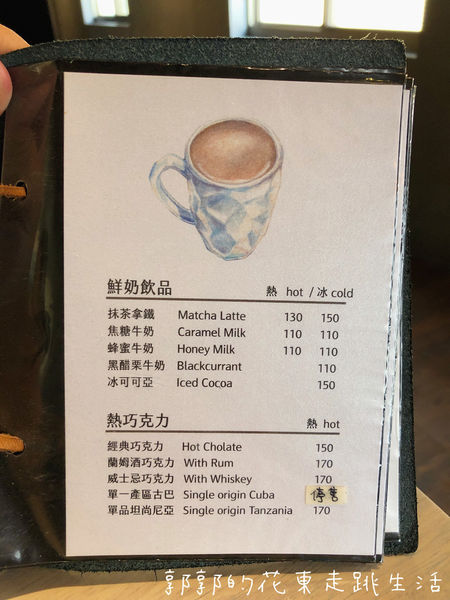 鮮奶飲品 熱 hot / 冰 cold
抹茶拿鐵 Matcha Latte 130 150
焦糖牛奶 Caramel Milk 110 110
蜂蜜牛奶 Honey Milk 110 110
黑醋栗牛奶 Blackcurrant 110
冰可可亞 Iced Cocoa 150
熱巧克力 熱 hot
經典巧克力 Hot Cholate 150
蘭姆酒巧克力 With Rum 170
威士忌巧克力 With Whiskey 170
單一產區古巴 Single origin Cuba 停售
單品坦尚尼亞 Single origin Tanzania 170
郭郭的花東走跳生活